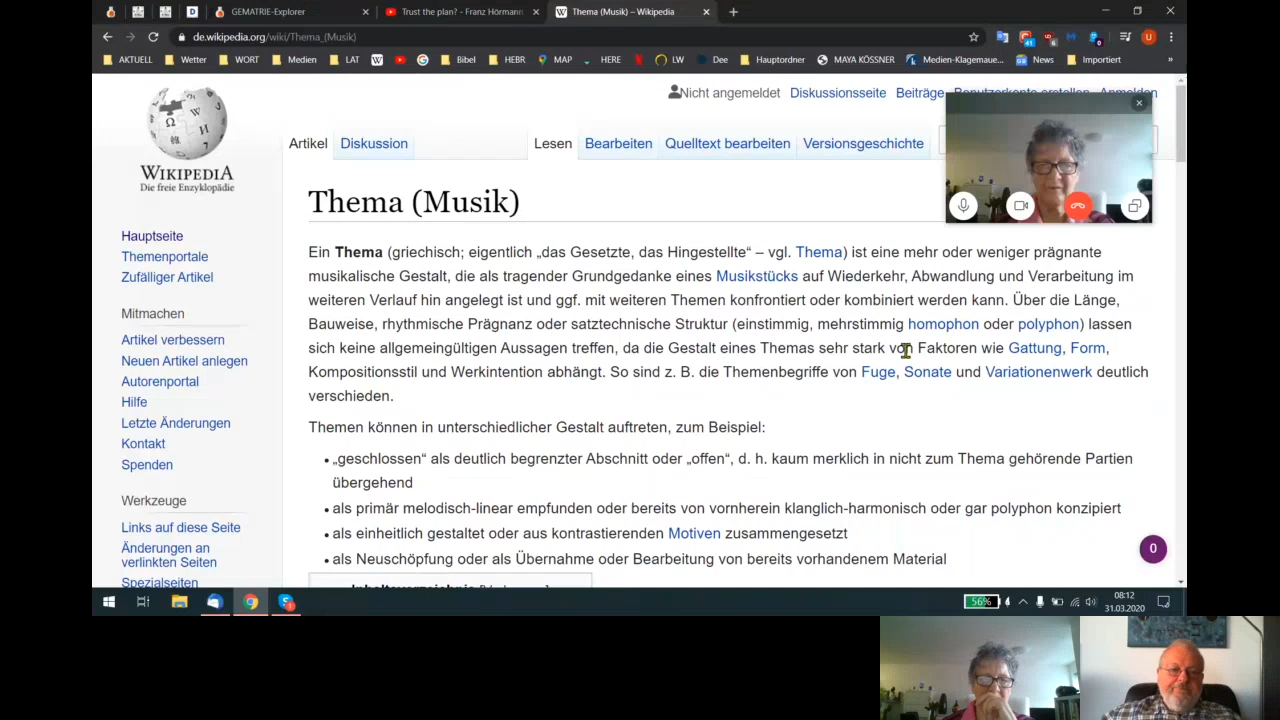 GEMATRIE-Explorer
Trust the plan? - Franz Hörmann
Thema (Musik) – Wikipedia
de.wikipedia.org/wiki/Thema_(Musik)
41
6
0
U
AKTUELL
Wetter
WORT
Medien
LAT
W
Bibel
HEBR
MAP
HERE
LW
Dee
Hauptordner
MAYA KÖSSNER
Medien-Klagemaue...
News
Importiert
»
Nicht angemeldet
Diskussionsseite
Beiträge
Benutzerkonto erstellen
Anmelden
WIKIPEDIA
Die freie Enzyklopädie
Artikel
Diskussion
Lesen
Bearbeiten
Quelltext bearbeiten
Versionsgeschichte
Thema (Musik)
Ein Thema (griechisch; eigentlich „das Gesetzte, das Hingestellte“ – vgl. Thema) ist eine mehr oder weniger prägnante
musikalische Gestalt, die als tragender Grundgedanke eines Musikstücks auf Wiederkehr, Abwandlung und Verarbeitung im
weiteren Verlauf hin angelegt ist und ggf. mit weiteren Themen konfrontiert oder kombiniert werden kann. Über die Länge,
Bauweise, rhythmische Prägnanz oder satztechnische Struktur (einstimmig, mehrstimmig homophon oder polyphon) lassen
sich keine allgemeingültigen Aussagen treffen, da die Gestalt eines Themas sehr stark von Faktoren wie Gattung, Form,
Kompositionsstil und Werkintention abhängt. So sind z. B. die Themenbegriffe von Fuge, Sonate und Variationenwerk deutlich
verschieden.
Themen können in unterschiedlicher Gestalt auftreten, zum Beispiel:
• „geschlossen“ als deutlich begrenzter Abschnitt oder „offen“, d. h. kaum merklich in nicht zum Thema gehörende Partien
übergehend
• als primär melodisch-linear empfunden oder bereits von vornherein klanglich-harmonisch oder gar polyphon konzipiert
• als einheitlich gestaltet oder aus kontrastierenden Motiven zusammengesetzt
• als Neuschöpfung oder als Übernahme oder Bearbeitung von bereits vorhandenem Material
Inhaltsverzeichnis
Hauptseite
Themenportale
Zufälliger Artikel
Mitmachen
Artikel verbessern
Neuen Artikel anlegen
Autorenportal
Hilfe
Letzte Änderungen
Kontakt
Spenden
Werkzeuge
Links auf diese Seite
Änderungen an
verlinkten Seiten
Spezialseiten
0
56%
08:12
31.03.2020